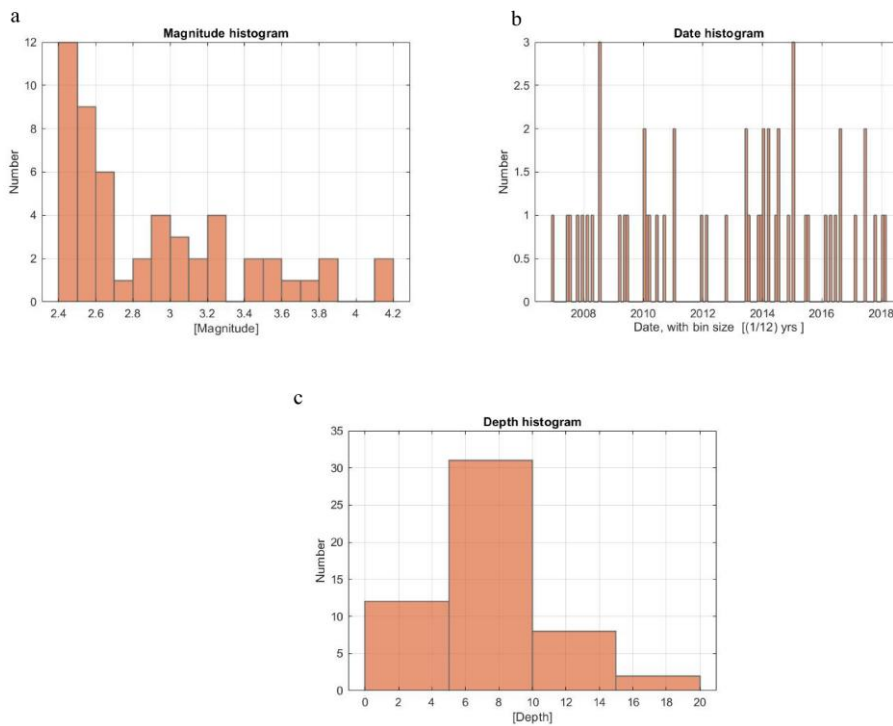 a
Magnitude histogram
12
10
8
6
4
2
0
Number
2.4 2.6 2.8 3 3.2 3.4 3.6 3.8 4 4.2
[Magnitude]
b
Date histogram
3
2.5
2
1.5
1
0.5
0
Number
2008 2010 2012 2014 2016 2018
Date, with bin size [(1/12) yrs ]
c
Depth histogram
35
30
25
20
15
10
5
0
Number
0 2 4 6 8 10 12 14 16 18 20
[Depth]